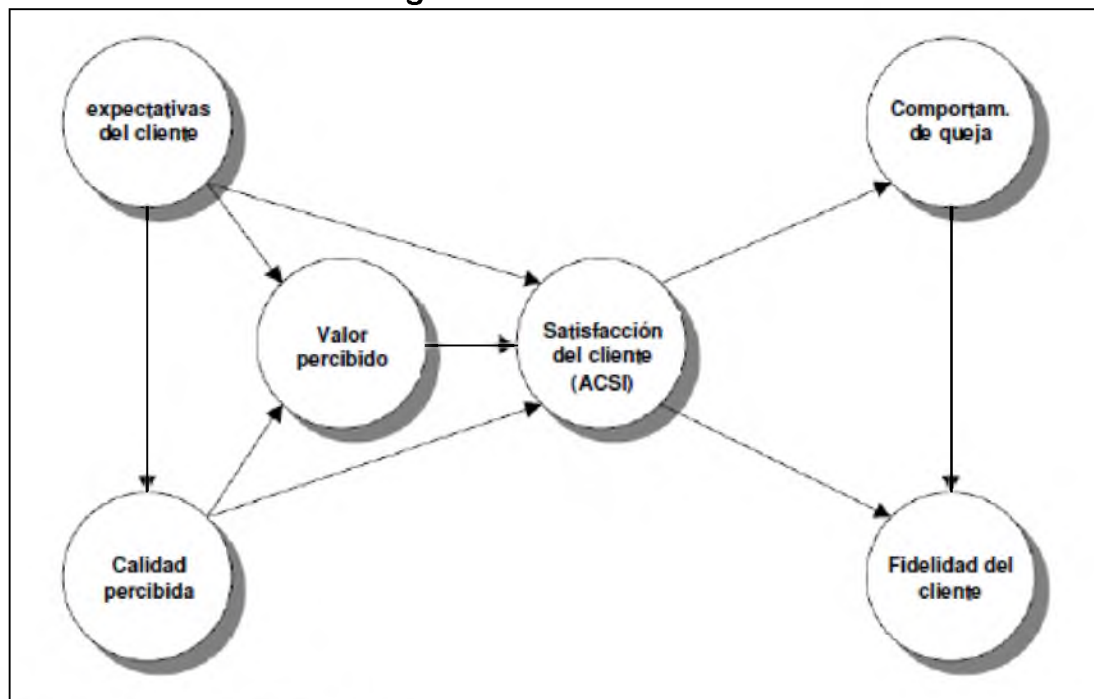 expectativas
del cliente
Comportam.
de queja
Valor
percibido
Satisfacción
del cliente
(ACSI)
Calidad
percibida
Fidelidad del
cliente